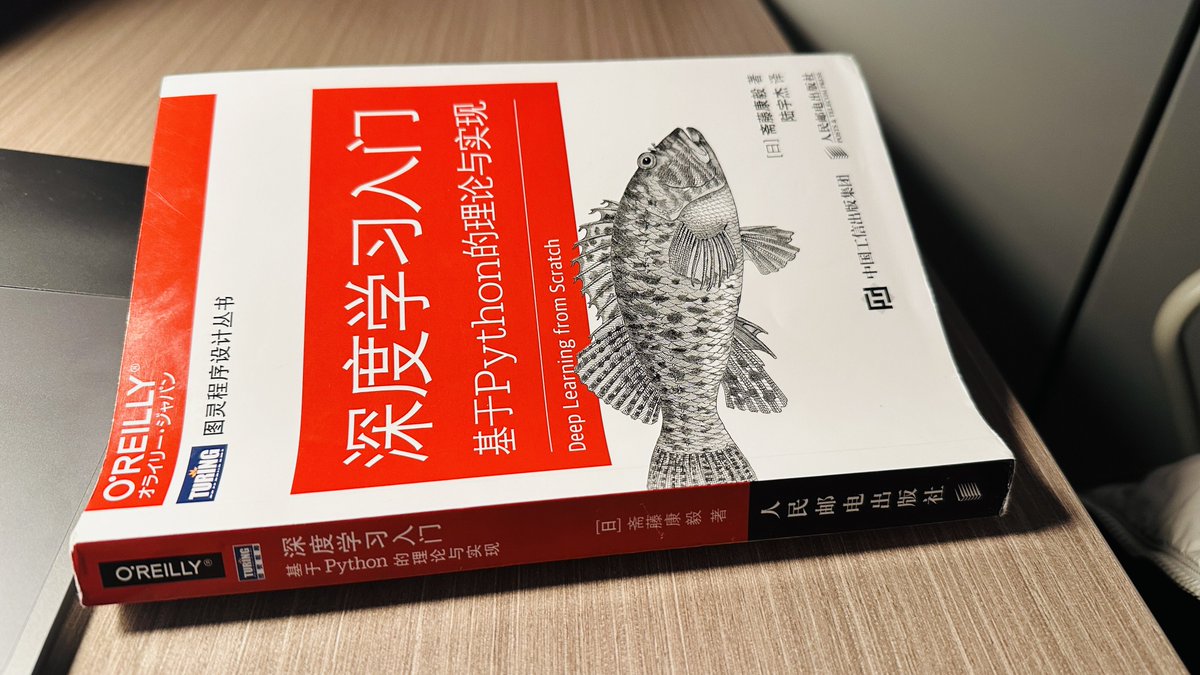 O'REILLY®
オライリー・ジャパン
TURING
图灵程序设计丛书
深度学习入门
基于Python的理论与实现
Deep Learning from Scratch
[日] 斋藤康毅 著
陆宇杰 译
中国工信出版集团
人民邮电出版社
POSTS & TELECOM PRESS
O'REILLY®
TURING
深度学习入门
基于Python的理论与实现
[日] 斋藤康毅 著
人民邮电出版社